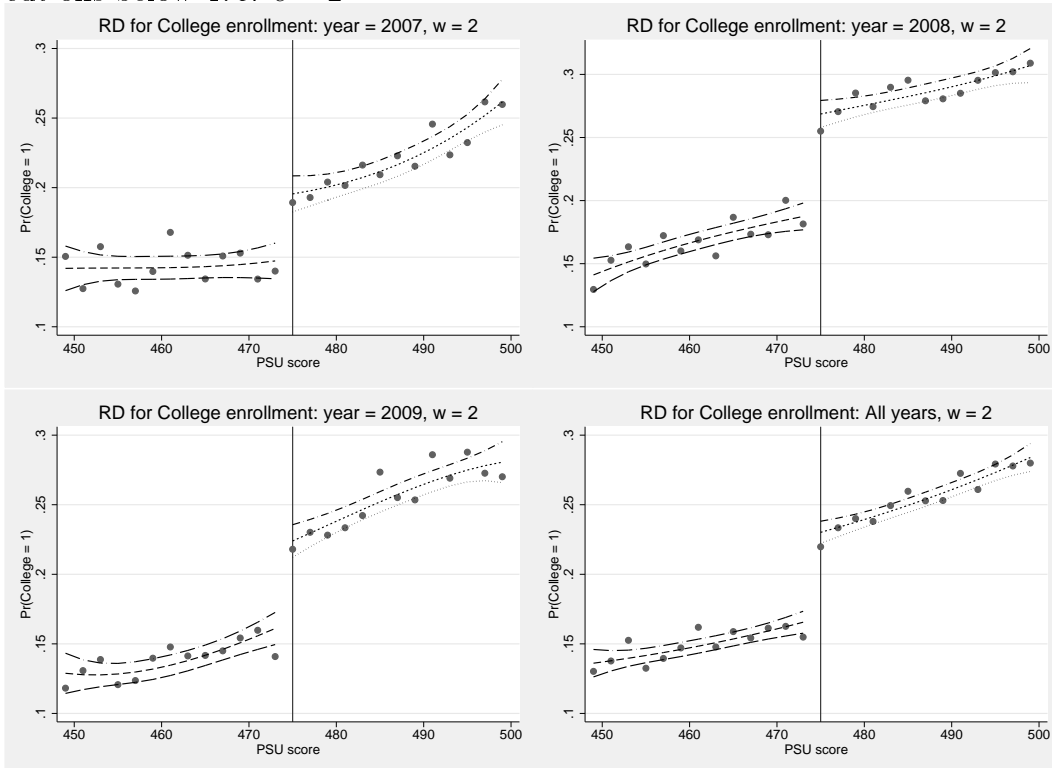 RD for College enrollment: year = 2007, w = 2
Pr(College = 1)
.1 .15 .2 .25 .3
450 460 470 480 490 500
PSU score
RD for College enrollment: year = 2008, w = 2
Pr(College = 1)
.1 .15 .2 .25 .3
450 460 470 480 490 500
PSU score
RD for College enrollment: year = 2009, w = 2
Pr(College = 1)
.1 .15 .2 .25 .3
450 460 470 480 490 500
PSU score
RD for College enrollment: All years, w = 2
Pr(College = 1)
.1 .15 .2 .25 .3
450 460 470 480 490 500
PSU score